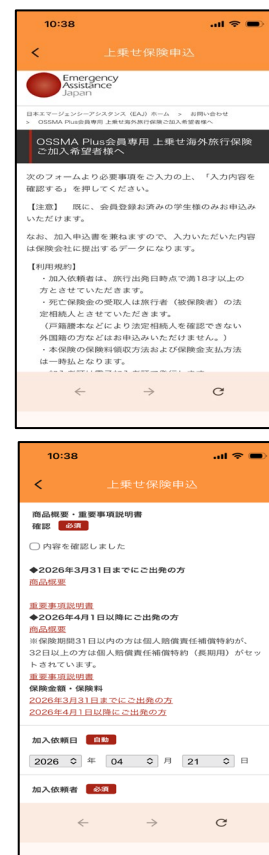 10:38
上乗せ保険申込
Emergency
Assistance
Japan
日本エマージェンシーアシスタンス (EAJ) ホーム > お問い合わせ
> OSSMA Plus会員専用 上乗せ海外旅行保険ご加入希望者様へ
OSSMA Plus会員専用 上乗せ海外旅行保険
ご加入希望者様へ
次のフォームより必要事項ご入力の上、「入力内容を
確認する」を押してください。
【注意】 既に、会員登録お済みの学生様のみお申込み
いただけます。
なお、加入申込書を兼ねますので、入力いただいた内容
は保険会社に提出するデータになります。
【利用規約】
・加入依頼者は、旅行出発日時点で満18才以上の
方とさせていただきます。
・死亡保険金の受取人は旅行者（被保険者）の法
定相続人とさせていただきます。
（戸籍謄本などにより法定相続人を確認できない
外国籍の方などはお申込みいただけません。）
・本保険の保険料領収方法および保険金支払方法
は一時払となります。
10:38
上乗せ保険申込
商品概要・重要事項説明書
確認 必須
内容を確認しました
◆2026年3月31日までにご出発の方
商品概要
重要事項説明書
◆2026年4月1日以降にご出発の方
商品概要
※保険期間31日以内の方は個人賠償責任補償特約が、
32日以上の方は個人賠償責任補償特約（長期用）がセッ
トされています。
重要事項説明書
保険金額・保険料
2026年3月31日までにご出発の方
2026年4月1日以降にご出発の方
加入依頼日 自動
2026 年 04 月 21 日
加入依頼者 必須